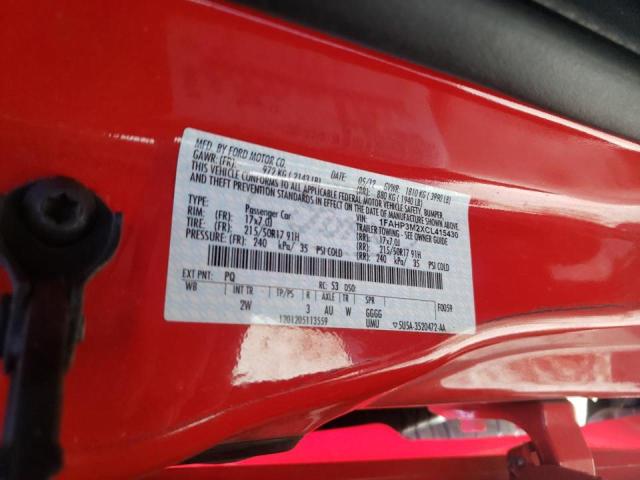 MFD. BY FORD MOTOR CO.
DATE: 05/12 GVWR: 1810 KG (3990 LB)
GAWR: (FR): 972 KG (2143 LB) (RR): 880 KG (1940 LB)
THIS VEHICLE CONFORMS TO ALL APPLICABLE FEDERAL MOTOR VEHICLE SAFETY, BUMPER,
AND THEFT PREVENTION STANDARDS IN EFFECT ON THE DATE OF MANUFACTURE SHOWN ABOVE.
VIN: 1FAHP3M2XCL415430
TYPE: Passenger Car TRAILER TOWING - SEE OWNER GUIDE
RIM: (FR): 17x7.0J (RR): 17x7.0J
TIRE: (FR): 215/50R17 91H (RR): 215/50R17 91H
PRESSURE: (FR): 240 kPa/ 35 PSI COLD (RR): 240 kPa/ 35 PSI COLD
EXT PNT: PQ RC: 53 DSO: F0059
WB INT TR TP/PS R AXLE TR SPR
2W 3 AU W GGGG
1201205113559 UMU 5U5A-3520472-AA